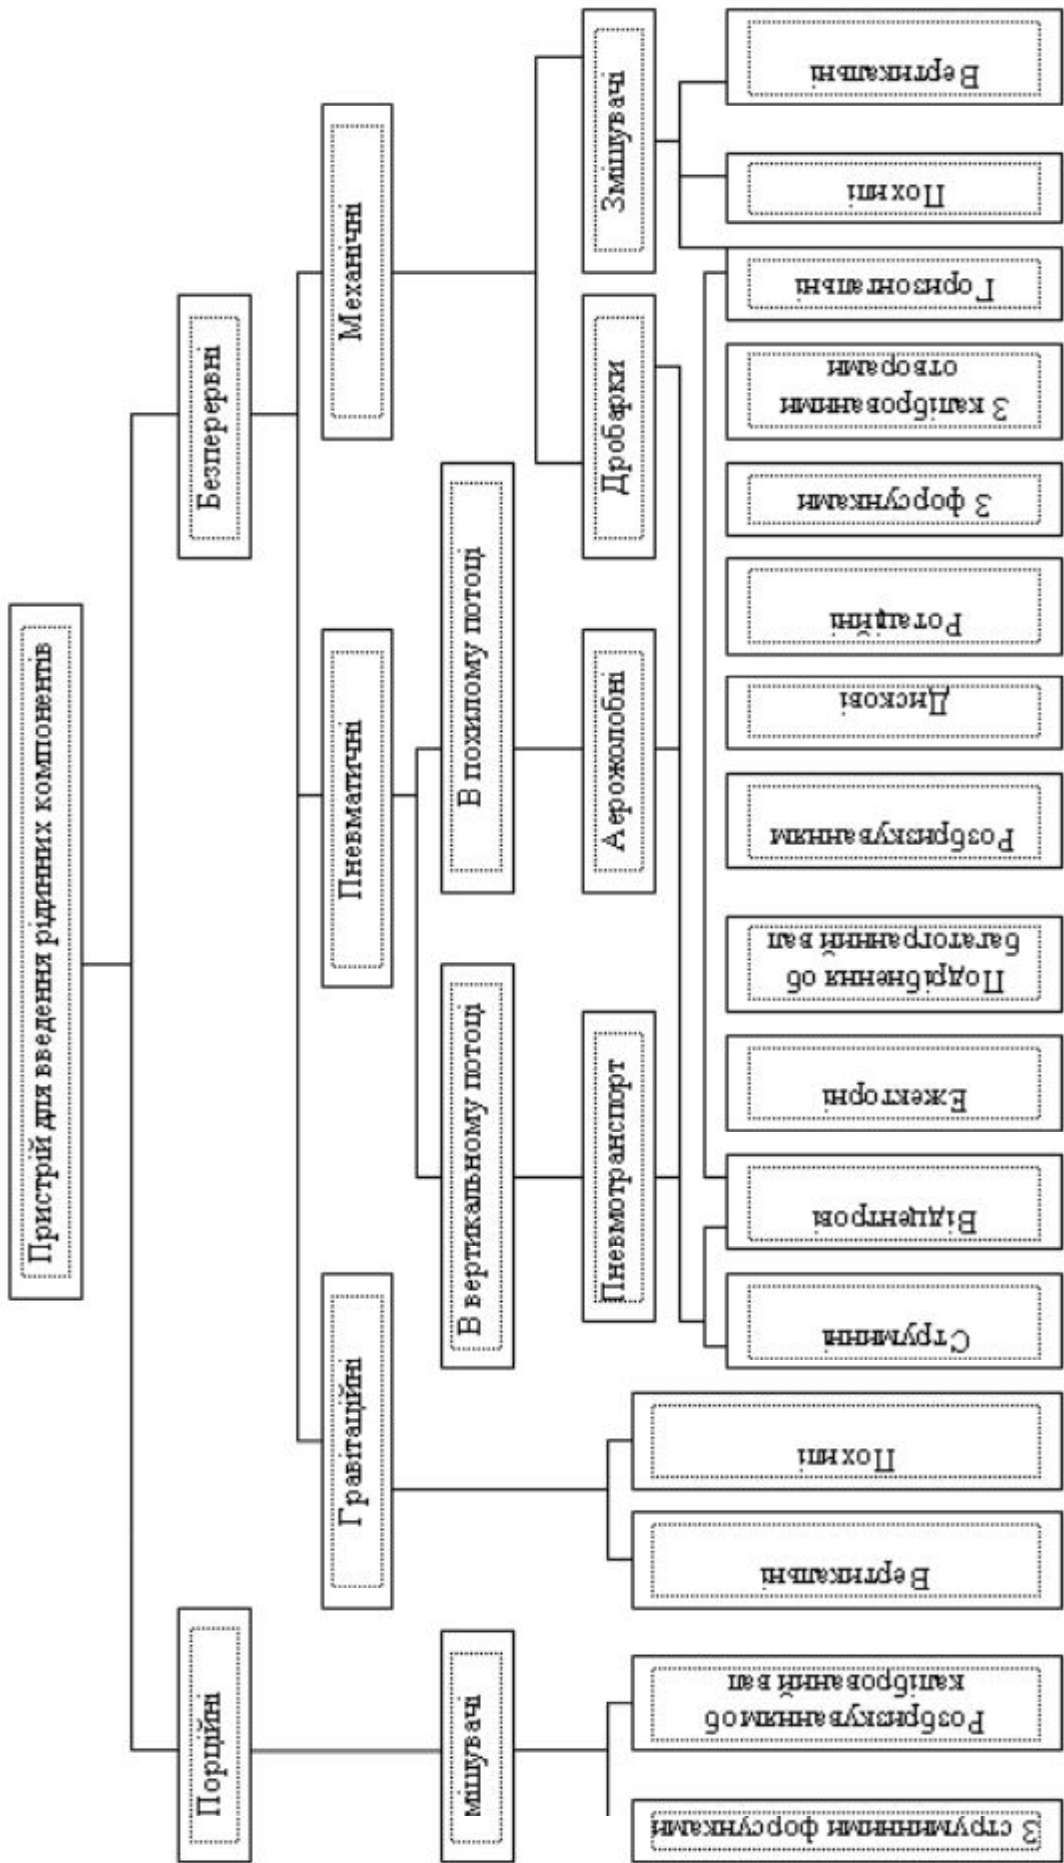 Пристрій для введення рідинних компонентів
Порційні
Безперервні
Гравітаційні
Пневматичні
Механічні
мішувачі
В вертикальному потоці
В похилому потоці
Пневмотранспорт
Аерожолобні
Дробарки
Змішувачі
З струминними форсунками
Розбризкуванням об
калібрований вал
Вертикальні
Похилі
Струминні
Відцентрові
Ежекторні
Подрібнення об
багатогранний вал
Розбризкуванням
Дискові
Ротаційні
З форсунками
З каліброваними
отворами
Горизонтальні
Похилі
Вертикальні